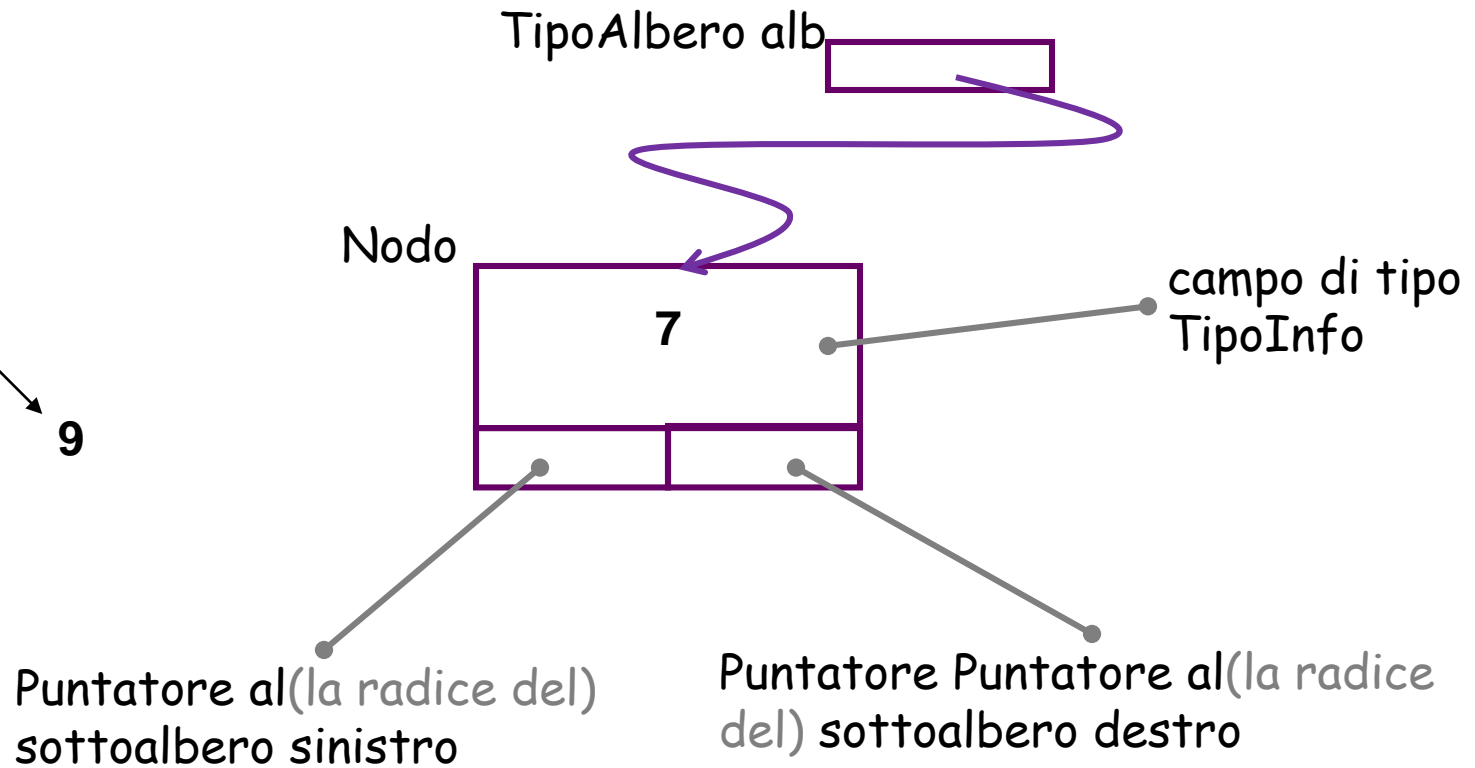 TipoAlbero alb
Nodo
7
campo di tipo
TipoInfo
9
Puntatore al(la radice del)
sottoalbero sinistro
Puntatore Puntatore al(la radice
del) sottoalbero destro